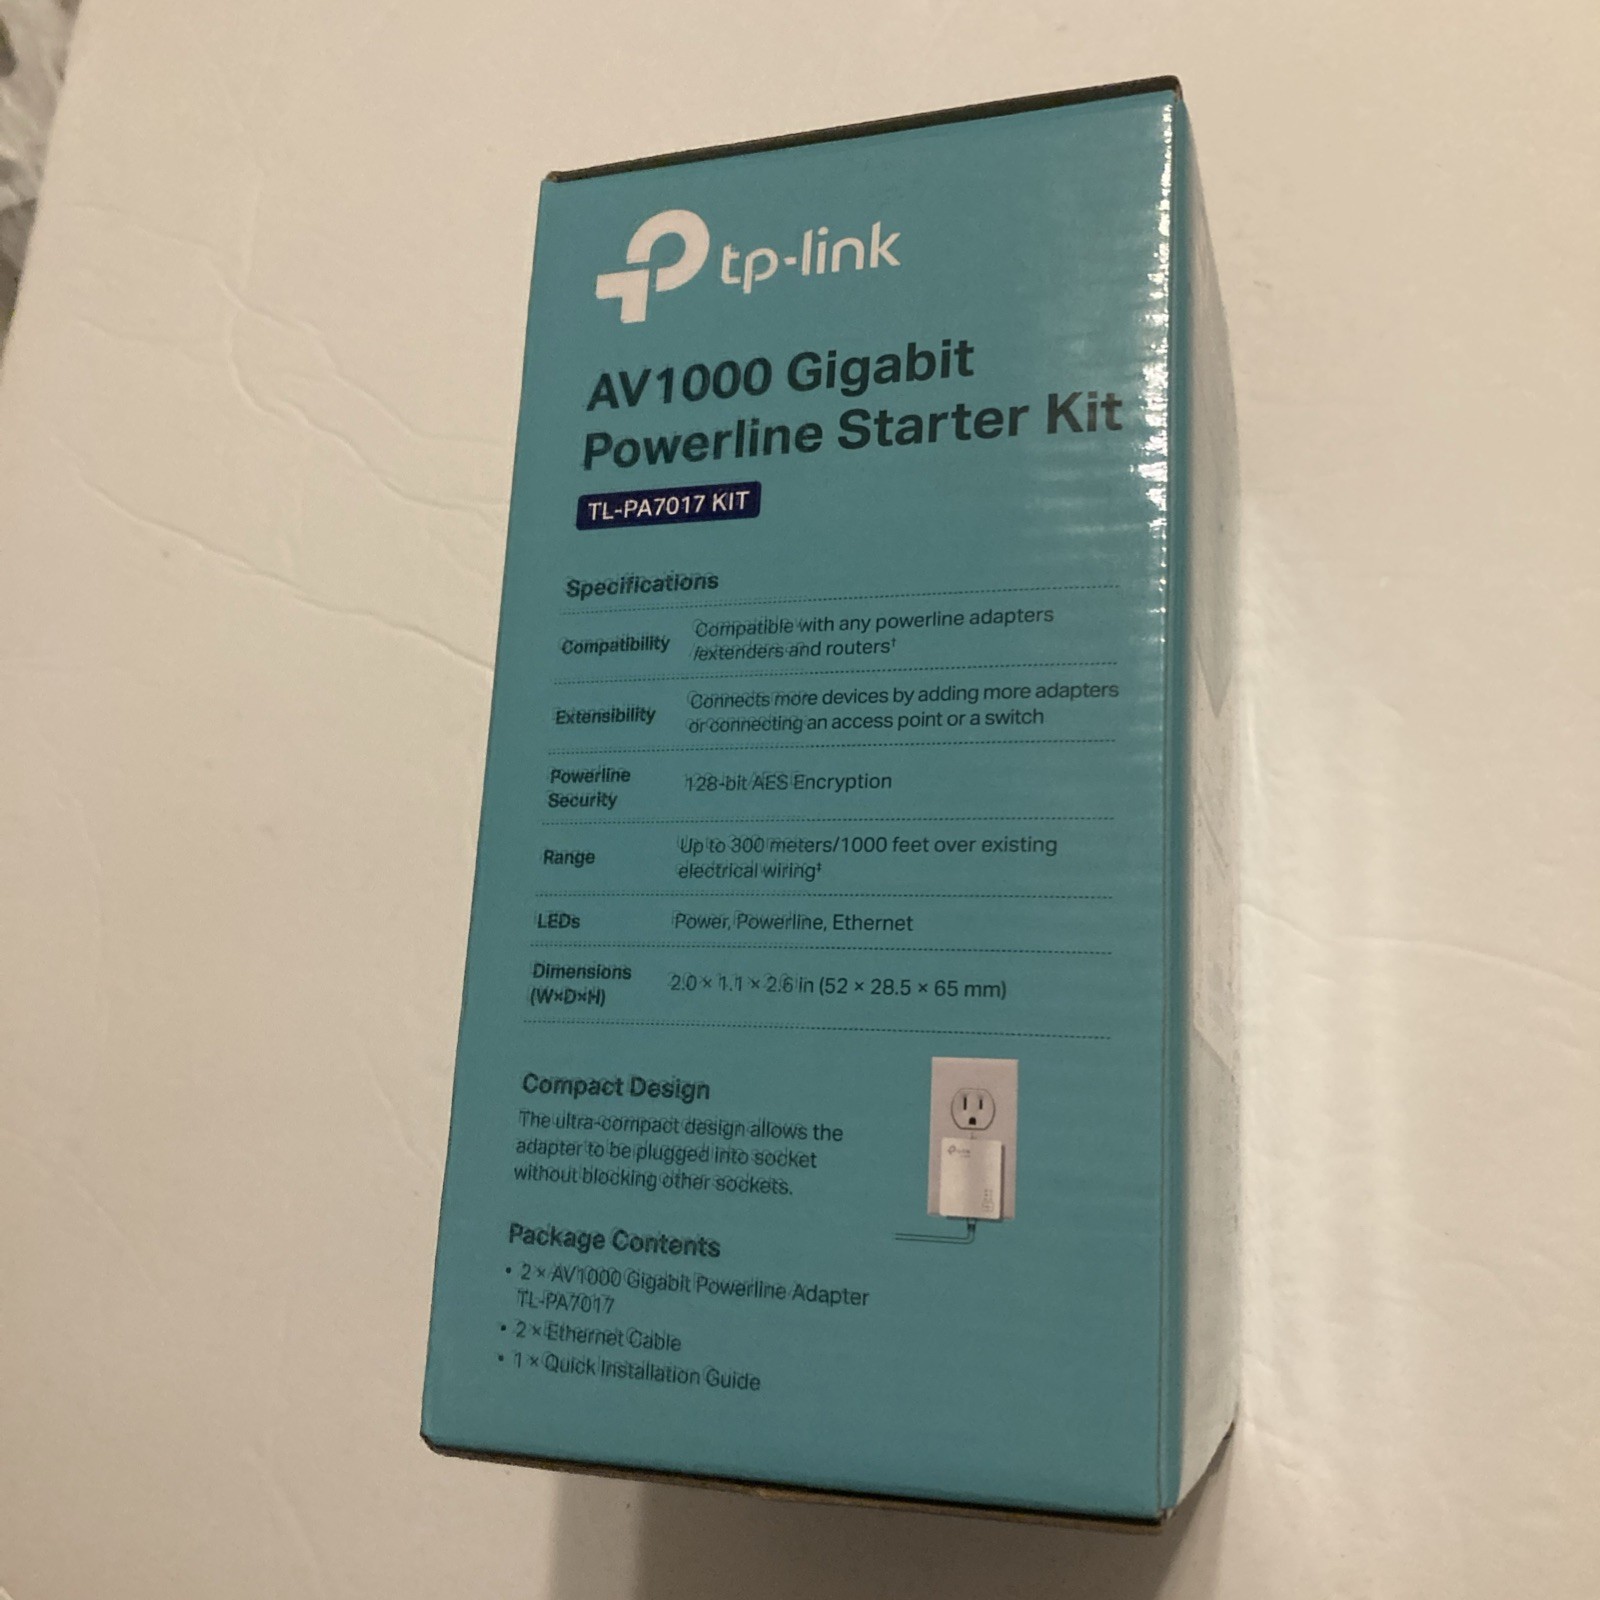 tp-link
AV1000 Gigabit
Powerline Starter Kit
TL-PA7017 KIT
Specifications
Compatibility Compatible with any powerline adapters
/extenders and routers†
Extensibility Connects more devices by adding more adapters
or connecting an access point or a switch
Powerline
Security 128-bit AES Encryption
Range Up to 300 meters/1000 feet over existing
electrical wiring‡
LEDs Power, Powerline, Ethernet
Dimensions
(W×D×H) 2.0 × 1.1 × 2.6 in (52 × 28.5 × 65 mm)
Compact Design
The ultra-compact design allows the
adapter to be plugged into socket
without blocking other sockets.
Package Contents
• 2 × AV1000 Gigabit Powerline Adapter
TL-PA7017
• 2 × Ethernet Cable
• 1 × Quick Installation Guide